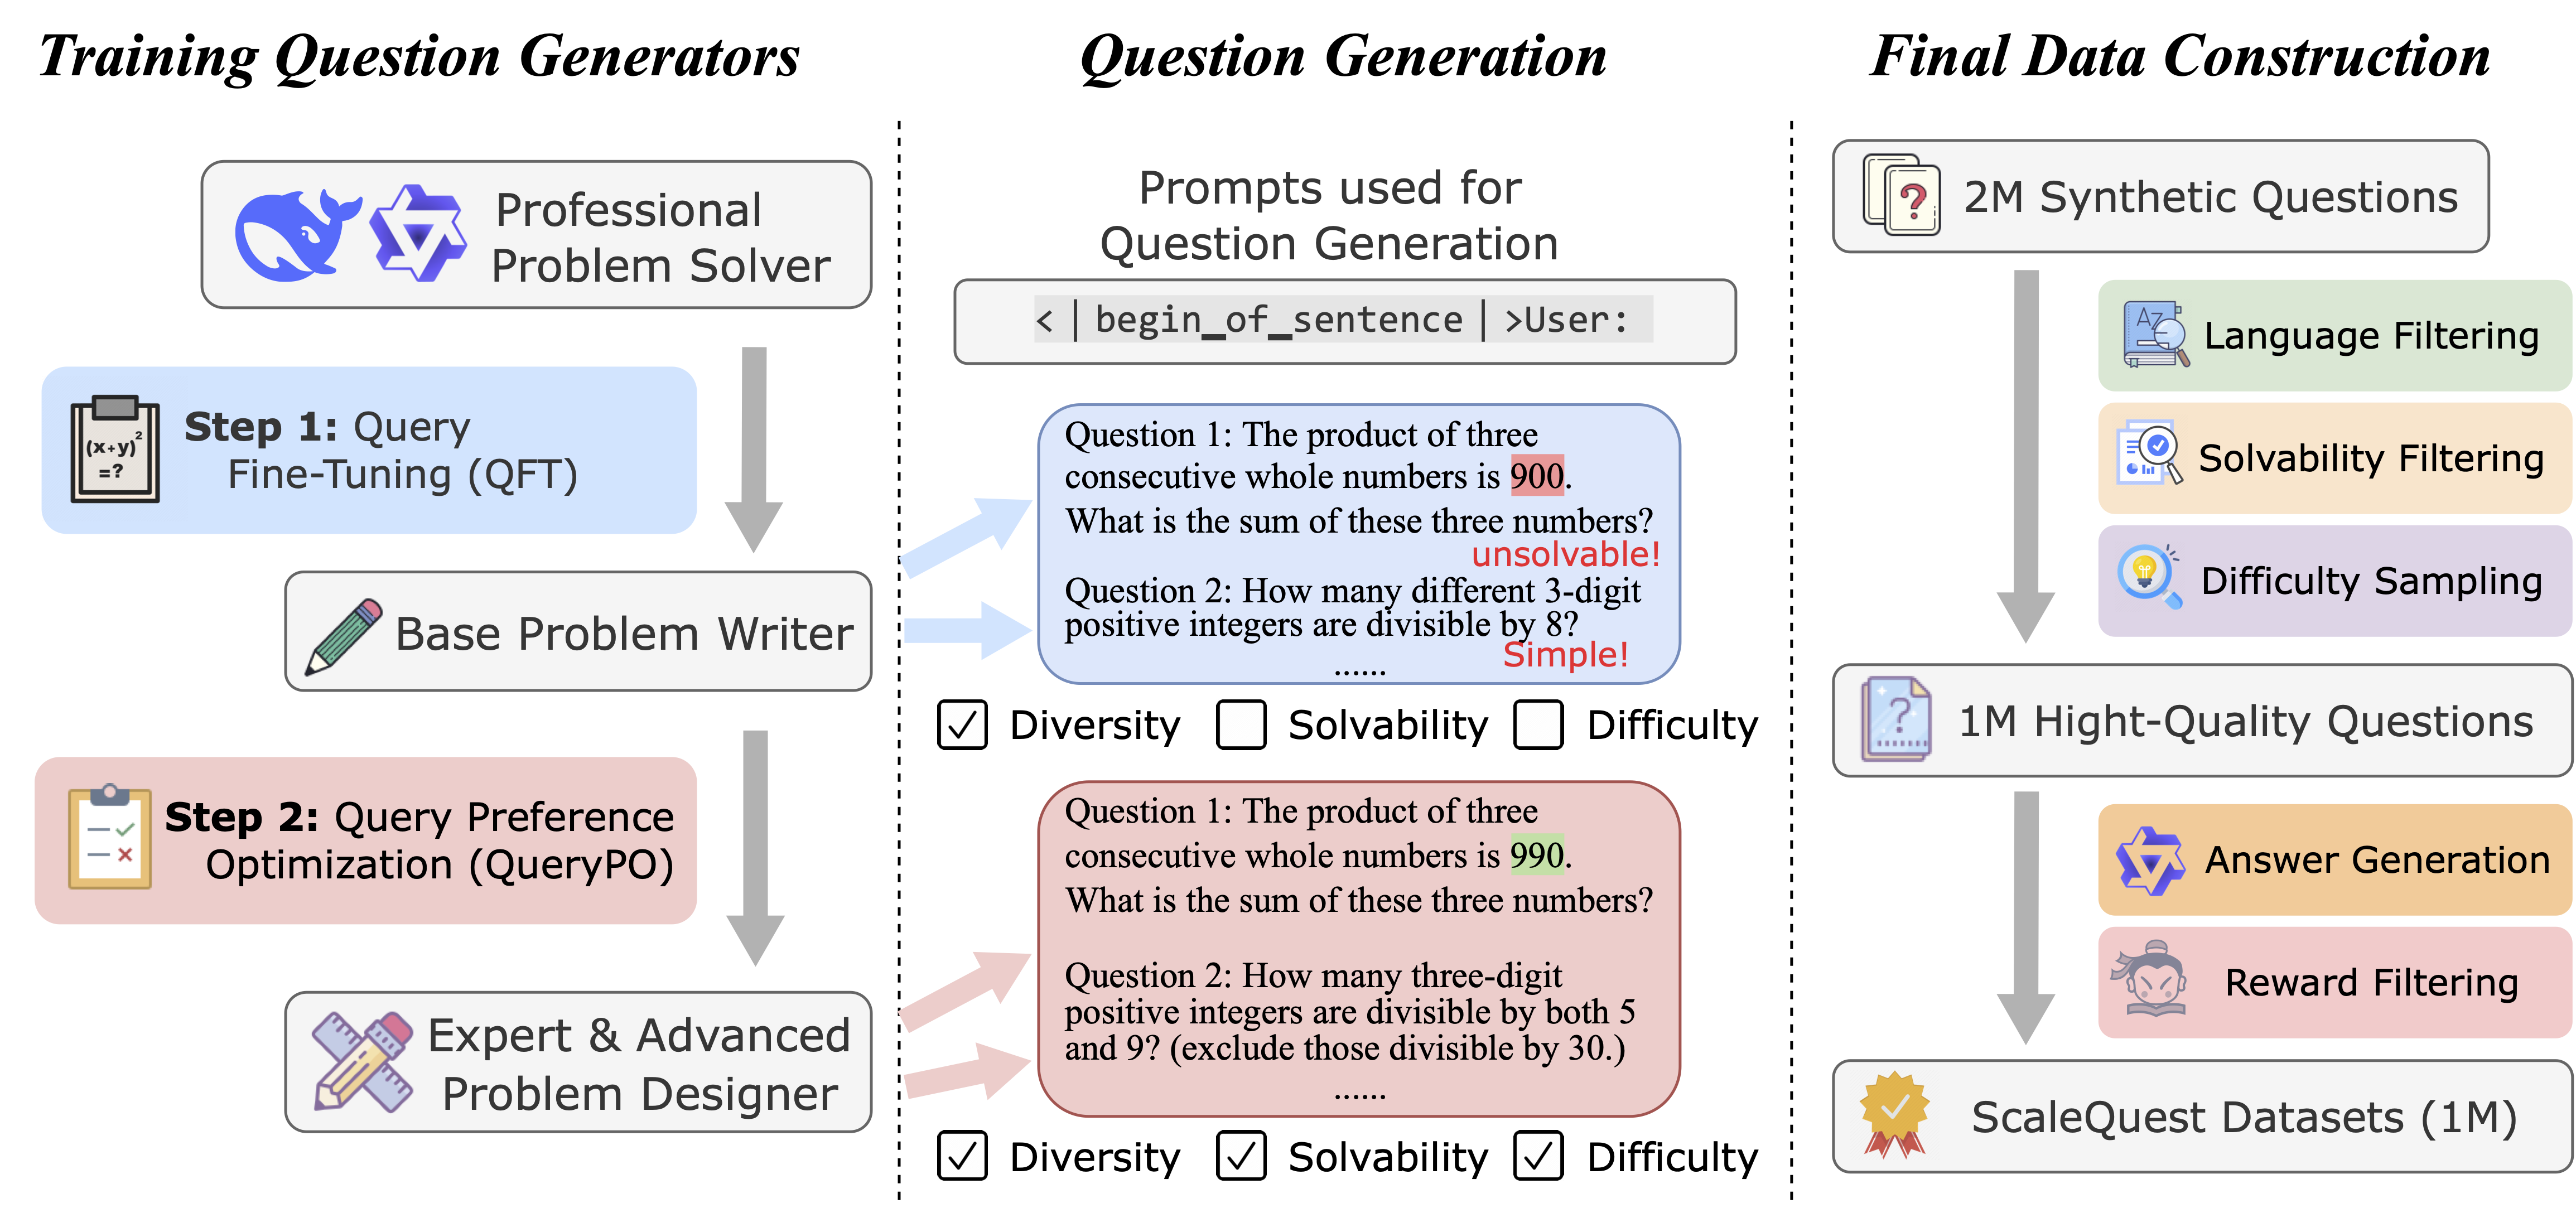 Training Question Generators
Professional
Problem Solver
(x+y)²
=?
Step 1: Query
Fine-Tuning (QFT)
Base Problem Writer
Step 2: Query Preference
Optimization (QueryPO)
Expert & Advanced
Problem Designer
Question Generation
Prompts used for
Question Generation
<|begin_of_sentence|>User:
Question 1: The product of three
consecutive whole numbers is 900.
What is the sum of these three numbers?
unsolvable!
Question 2: How many different 3-digit
positive integers are divisible by 8?
Simple!
......
Diversity Solvability Difficulty
Question 1: The product of three
consecutive whole numbers is 990.
What is the sum of these three numbers?
Question 2: How many three-digit
positive integers are divisible by both 5
and 9? (exclude those divisible by 30.)
......
Diversity Solvability Difficulty
Final Data Construction
? 2M Synthetic Questions
AZ Language Filtering
Solvability Filtering
Difficulty Sampling
? 1M Hight-Quality Questions
Answer Generation
Reward Filtering
ScaleQuest Datasets (1M)